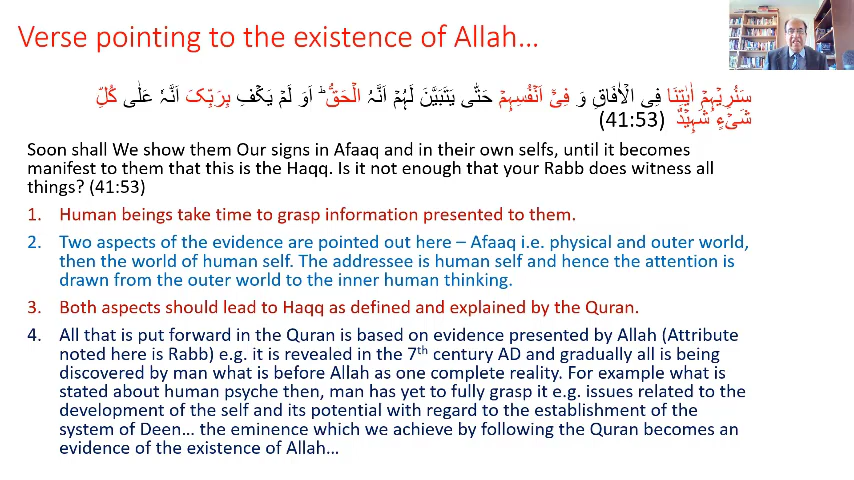 Verse pointing to the existence of Allah...
سَنُرِیۡہِمۡ اٰیٰتِنَا فِی الۡاٰفَاقِ وَ فِیۡۤ اَنۡفُسِہِمۡ حَتّٰی یَتَبَیَّنَ لَہُمۡ اَنَّہُ الۡحَقُّ ؕ اَوَ لَمۡ یَکۡفِ بِرَبِّکَ اَنَّہٗ عَلٰی کُلِّ
شَیۡءٍ شَہِیۡدٌ (41:53)
Soon shall We show them Our signs in Afaaq and in their own selfs, until it becomes
manifest to them that this is the Haqq. Is it not enough that your Rabb does witness all
things? (41:53)
1. Human beings take time to grasp information presented to them.
2. Two aspects of the evidence are pointed out here – Afaaq i.e. physical and outer world,
then the world of human self. The addressee is human self and hence the attention is
drawn from the outer world to the inner human thinking.
3. Both aspects should lead to Haqq as defined and explained by the Quran.
4. All that is put forward in the Quran is based on evidence presented by Allah (Attribute
noted here is Rabb) e.g. it is revealed in the 7th century AD and gradually all is being
discovered by man what is before Allah as one complete reality. For example what is
stated about human psyche then, man has yet to fully grasp it e.g. issues related to the
development of the self and its potential with regard to the establishment of the
system of Deen... the eminence which we achieve by following the Quran becomes an
evidence of the existence of Allah...